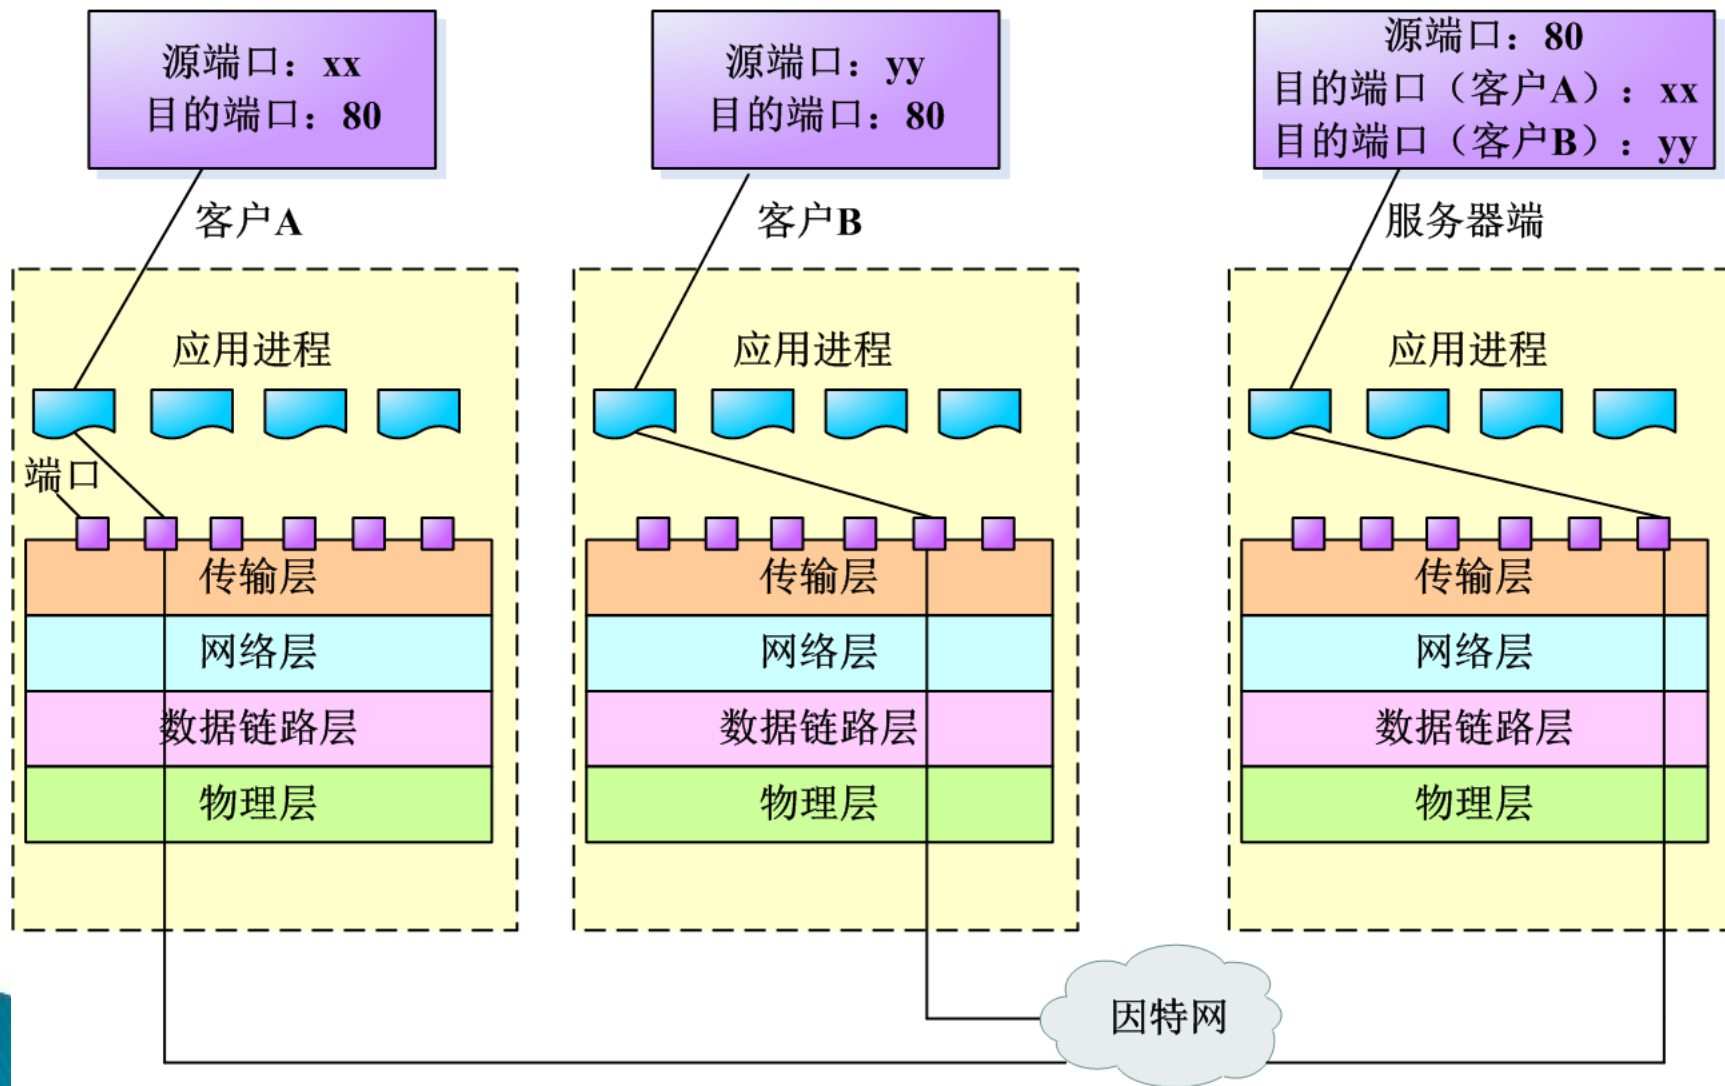 源端口：xx
目的端口：80
源端口：yy
目的端口：80
源端口：80
目的端口（客户A）：xx
目的端口（客户B）：yy
客户A
客户B
服务器端
应用进程
应用进程
应用进程
端口
传输层
传输层
传输层
网络层
网络层
网络层
数据链路层
数据链路层
数据链路层
物理层
物理层
物理层
因特网